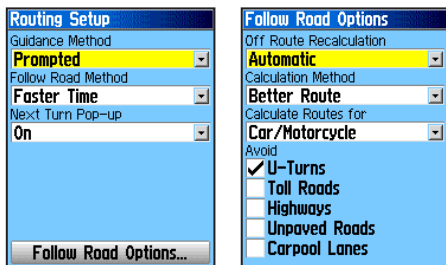 Routing Setup
Guidance Method
Prompted
Follow Road Method
Faster Time
Next Turn Pop-up
On
Follow Road Options...
Follow Road Options
Off Route Recalculation
Automatic
Calculation Method
Better Route
Calculate Routes for
Car/Motorcycle
Avoid
U-Turns
Toll Roads
Highways
Unpaved Roads
Carpool Lanes